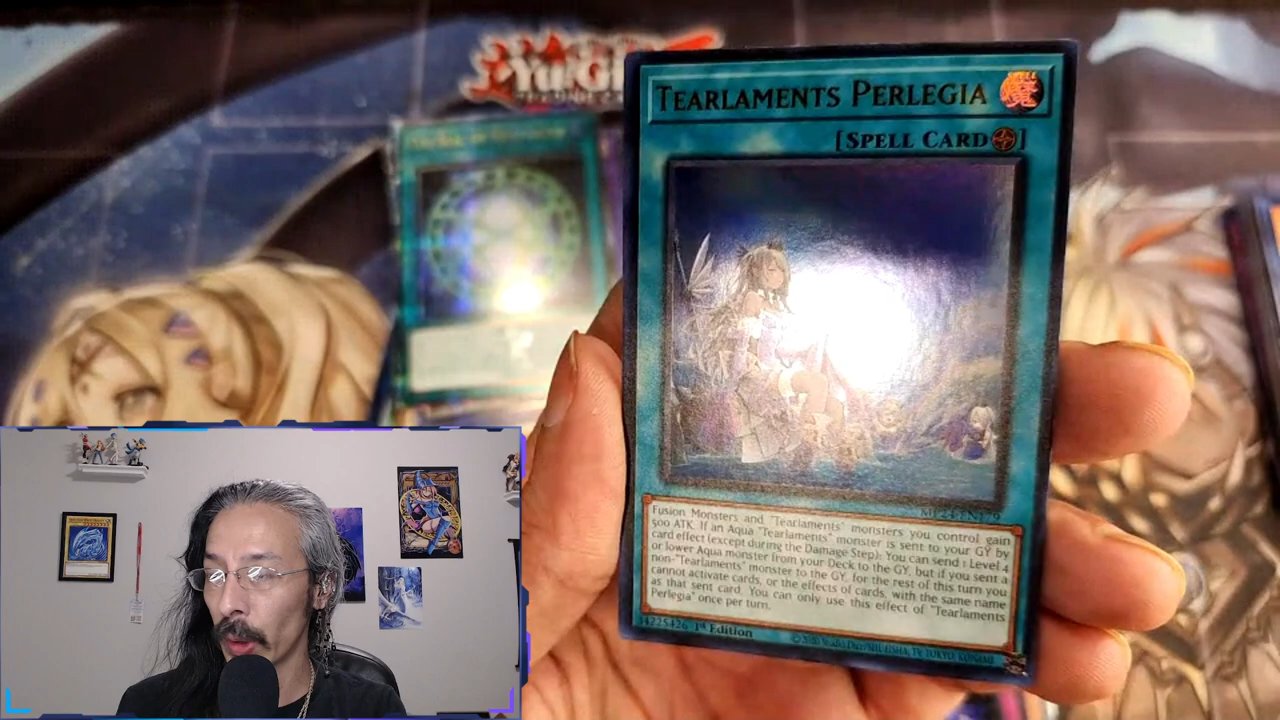 Yu-Gi-Oh!
TEARLAMENTS PERLEGIA
SPELL
魔
[SPELL CARD]
Fusion Monsters and "Tearlaments" monsters you control gain
500 ATK. If an Aqua "Tearlaments" monster is sent to your GY by
card effect (except during the Damage Step): You can send 1 Level 4
or lower Aqua monster from your Deck to the GY, but if you sent a
non-"Tearlaments" monster to the GY, for the rest of this turn you
cannot activate cards, or the effects of cards, with the same name
as that sent card. You can only use this effect of "Tearlaments
Perlegia" once per turn.
1st Edition